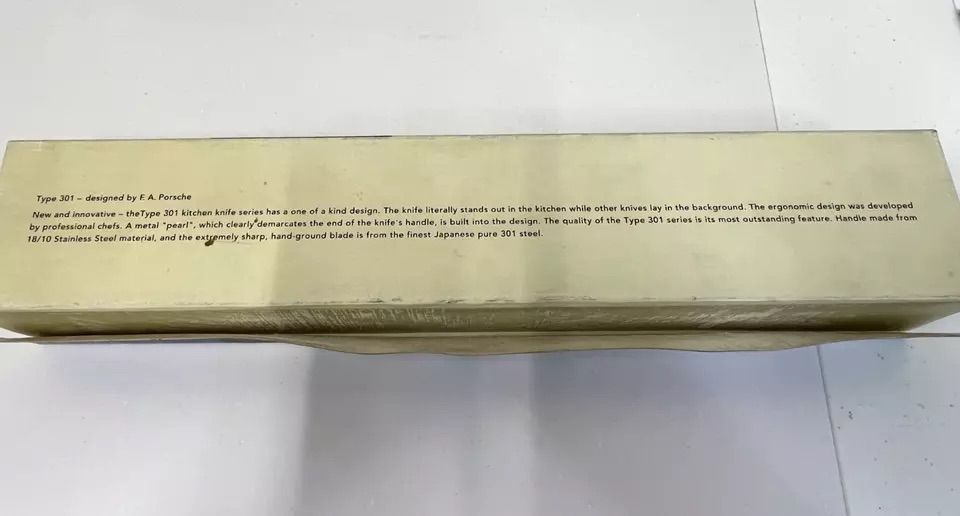 Type 301 – designed by F. A. Porsche
New and innovative – theType 301 kitchen knife series has a one of a kind design. The knife literally stands out in the kitchen while other knives lay in the background. The ergonomic design was developed
by professional chefs. A metal "pearl", which clearly demarcates the end of the knife's handle, is built into the design. The quality of the Type 301 series is its most outstanding feature. Handle made from
18/10 Stainless Steel material, and the extremely sharp, hand-ground blade is from the finest Japanese pure 301 steel.